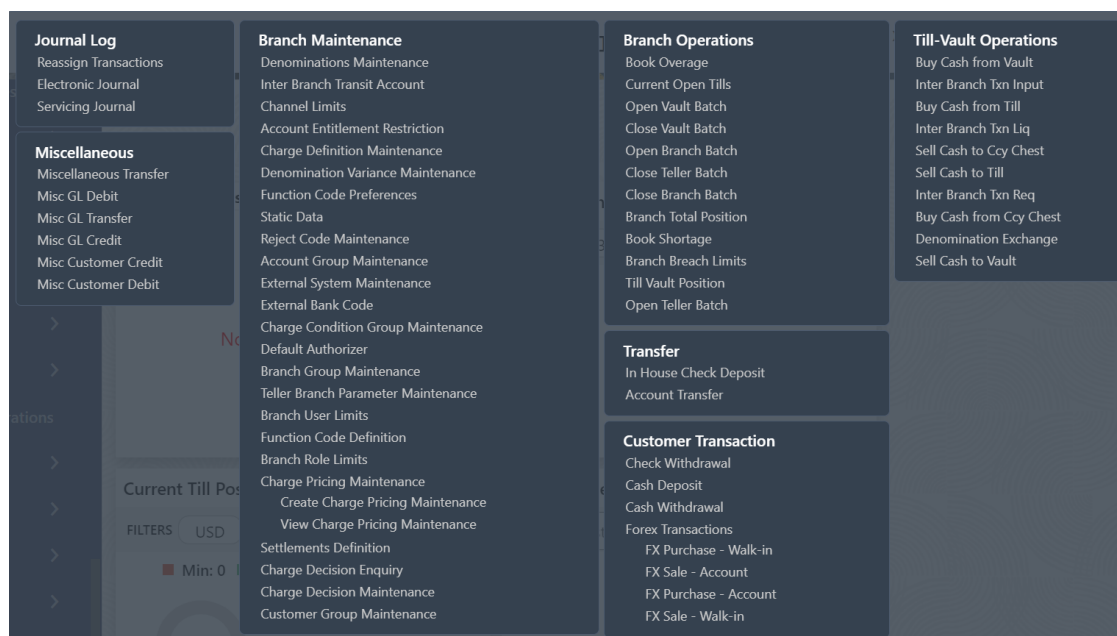 Journal Log
Reassign Transactions
Electronic Journal
Servicing Journal
Miscellaneous
Miscellaneous Transfer
Misc GL Debit
Misc GL Transfer
Misc GL Credit
Misc Customer Credit
Misc Customer Debit
Branch Maintenance
Denominations Maintenance
Inter Branch Transit Account
Channel Limits
Account Entitlement Restriction
Charge Definition Maintenance
Denomination Variance Maintenance
Function Code Preferences
Static Data
Reject Code Maintenance
Account Group Maintenance
External System Maintenance
External Bank Code
Charge Condition Group Maintenance
Default Authorizer
Branch Group Maintenance
Teller Branch Parameter Maintenance
Branch User Limits
Function Code Definition
Branch Role Limits
Charge Pricing Maintenance
Create Charge Pricing Maintenance
View Charge Pricing Maintenance
Settlements Definition
Charge Decision Enquiry
Charge Decision Maintenance
Customer Group Maintenance
Branch Operations
Book Overage
Current Open Tills
Open Vault Batch
Close Vault Batch
Open Branch Batch
Close Teller Batch
Close Branch Batch
Branch Total Position
Book Shortage
Branch Breach Limits
Till Vault Position
Open Teller Batch
Transfer
In House Check Deposit
Account Transfer
Customer Transaction
Check Withdrawal
Cash Deposit
Cash Withdrawal
Forex Transactions
FX Purchase - Walk-in
FX Sale - Account
FX Purchase - Account
FX Sale - Walk-in
Till-Vault Operations
Buy Cash from Vault
Inter Branch Txn Input
Buy Cash from Till
Inter Branch Txn Liq
Sell Cash to Ccy Chest
Sell Cash to Till
Inter Branch Txn Req
Buy Cash from Ccy Chest
Denomination Exchange
Sell Cash to Vault
Current Till
FILTERS USD
Min: 0